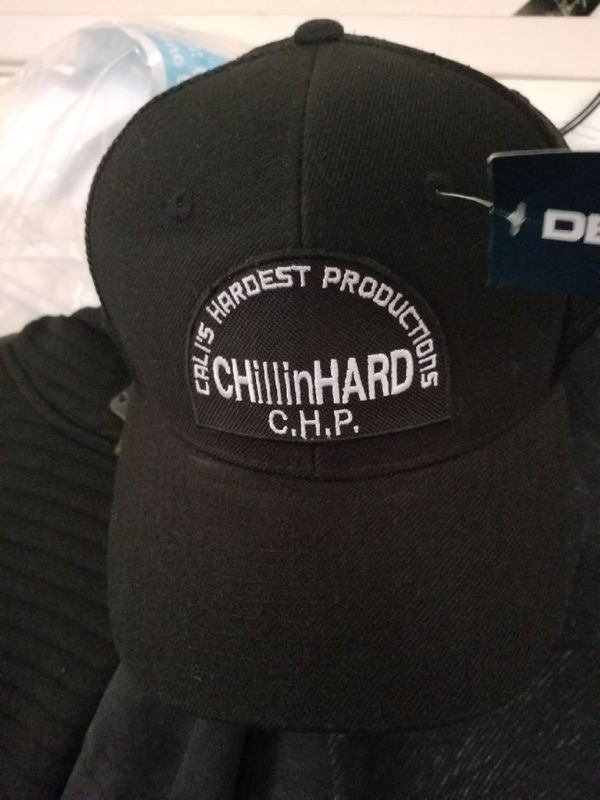 CALI'S HARDEST PRODUCTIONS
CHillinHARD
C.H.P.